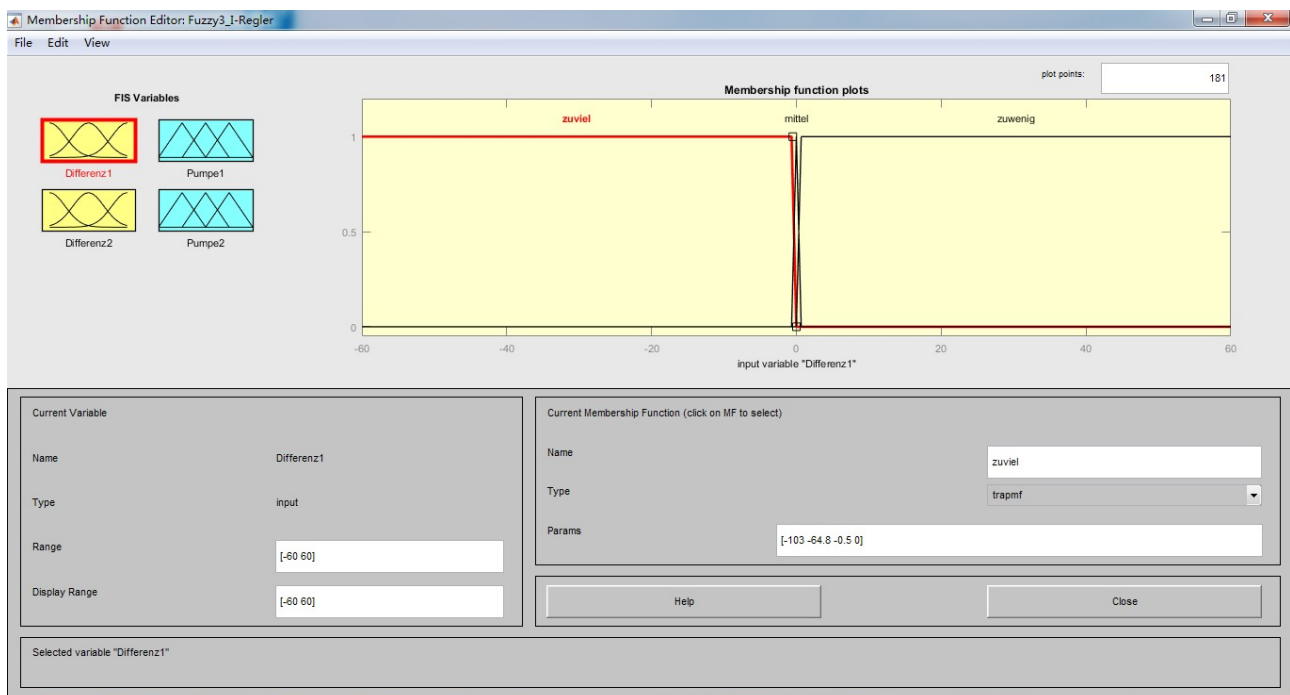 Membership Function Editor: Fuzzy3_I-Regler
File Edit View
FIS Variables
Differenz1 Pumpe1
Differenz2 Pumpe2
plot points: 181
Membership function plots
zuviel mittel zuwenig
1
0.5
0
-60 -40 -20 0 20 40 60
input variable "Differenz1"
Current Variable
Name Differenz1
Type input
Range [-60 60]
Display Range [-60 60]
Current Membership Function (click on MF to select)
Name zuviel
Type trapmf
Params [-103 -64.8 -0.5 0]
Help Close
Selected variable "Differenz1"